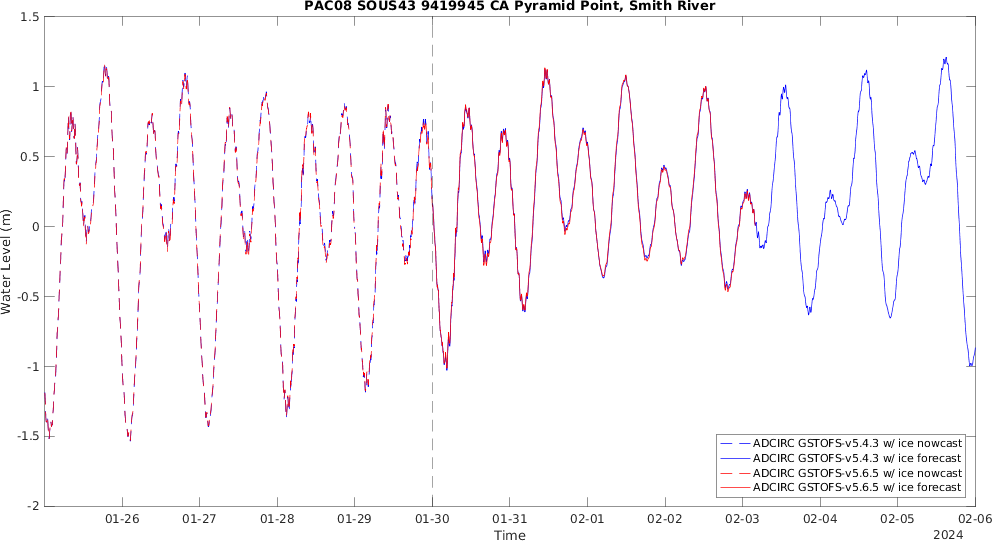 PAC08 SOUS43 9419945 CA Pyramid Point, Smith River
1.5
1
0.5
0
-0.5
-1
-1.5
-2
Water Level (m)
ADCIRC GSTOFS-v5.4.3 w/ ice nowcast
ADCIRC GSTOFS-v5.4.3 w/ ice forecast
ADCIRC GSTOFS-v5.6.5 w/ ice nowcast
ADCIRC GSTOFS-v5.6.5 w/ ice forecast
01-26 01-27 01-28 01-29 01-30 01-31 02-01 02-02 02-03 02-04 02-05 02-06
Time
2024